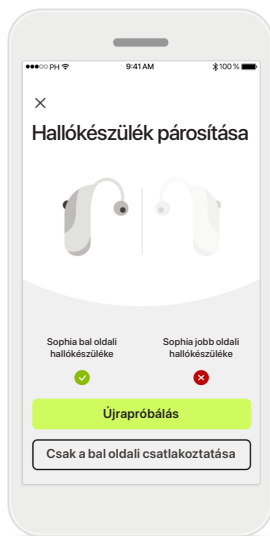 PH 9:41 AM 100 %
Hallókészülék párosítása
Sophia bal oldali
hallókészüléke
Sophia jobb oldali
hallókészüléke
Újrapróbálás
Csak a bal oldali csatlakoztatása